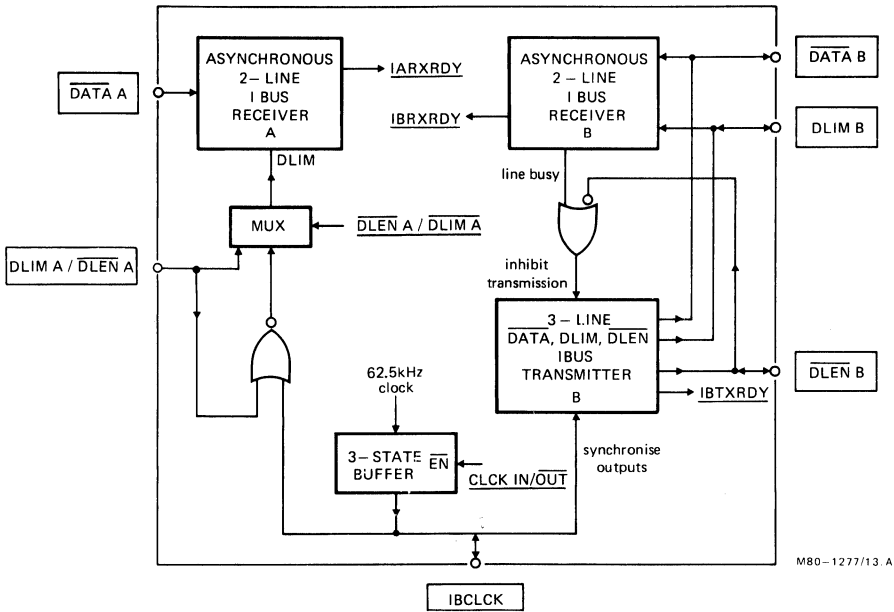 ASYNCHRONOUS
2-LINE
I BUS
RECEIVER
A
IARXRDY
ASYNCHRONOUS
2-LINE
I BUS
RECEIVER
B
IBRXRDY
DATA A
DATA B
DLIM B
DLIM
line busy
MUX
DLEN A / DLIM A
DLIM A / DLEN A
inhibit
transmission
3-LINE
DATA, DLIM, DLEN
IBUS
TRANSMITTER
B
DLEN B
IBTXRDY
62.5kHz
clock
3-STATE
BUFFER
EN
CLCK IN/OUT
synchronise
outputs
IBCLCK
M80-1277/13.A